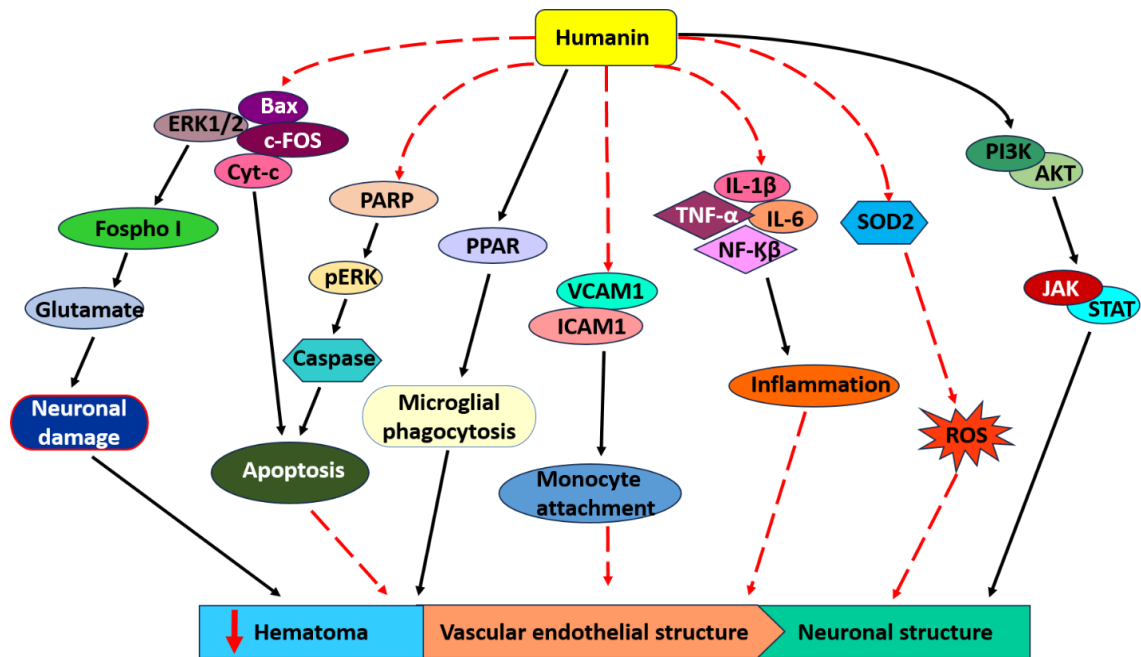 Humanin
Bax
ERK1/2
c-FOS
Cyt-c
PI3K
AKT
PARP
IL-1β
TNF-α
IL-6
SOD2
Fospho I
PPAR
NF-Ķβ
pERK
VCAM1
JAK
STAT
Glutamate
ICAM1
Caspase
Inflammation
Neuronal
damage
Microglial
phagocytosis
ROS
Apoptosis
Monocyte
attachment
Hematoma
Vascular endothelial structure
Neuronal structure